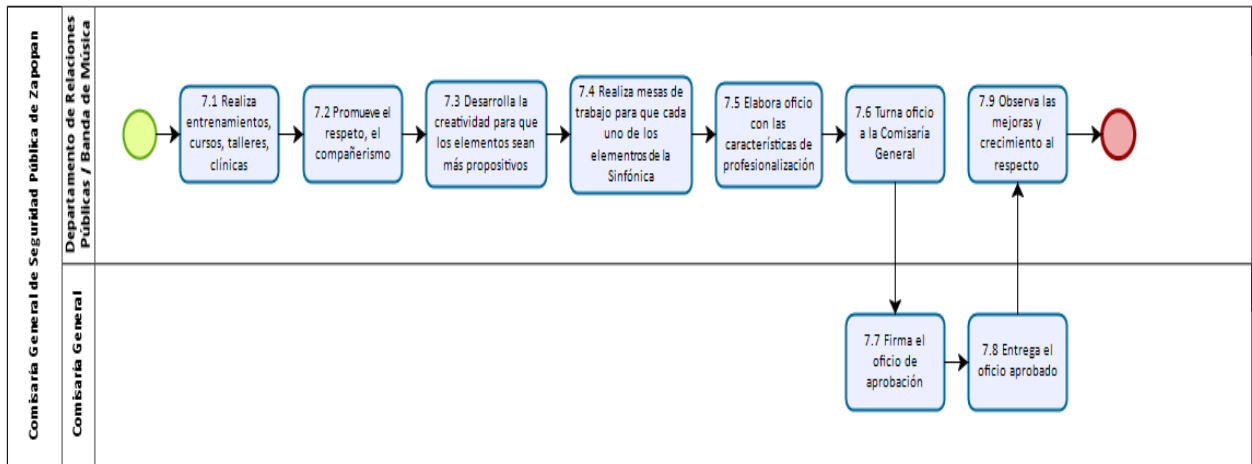 Comisaría General de Seguridad Pública de Zapopan
Departamento de Relaciones
Públicas / Banda de Música
7.1 Realiza
entrenamientos,
cursos, talleres,
clínicas
7.2 Promueve el
respeto, el
compañerismo
7.3 Desarrolla la
creatividad para que
los elementos sean
más propositivos
7.4 Realiza mesas de
trabajo para que cada
uno de los
elementos de la
Sinfónica
7.5 Elabora oficio
con las
características de
profesionalización
7.6 Turna oficio
a la Comisaría
General
7.9 Observa las
mejoras y
crecimiento al
respecto
Comisaría General
7.7 Firma el
oficio de
aprobación
7.8 Entrega el
oficio aprobado